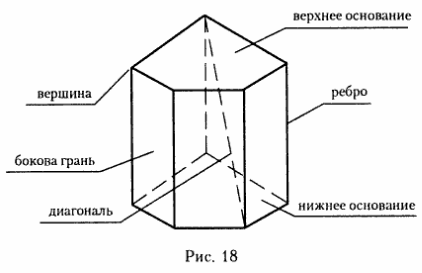 верхнее основание
вершина
ребро
бокова грань
диагональ
нижнее основание
Рис. 18